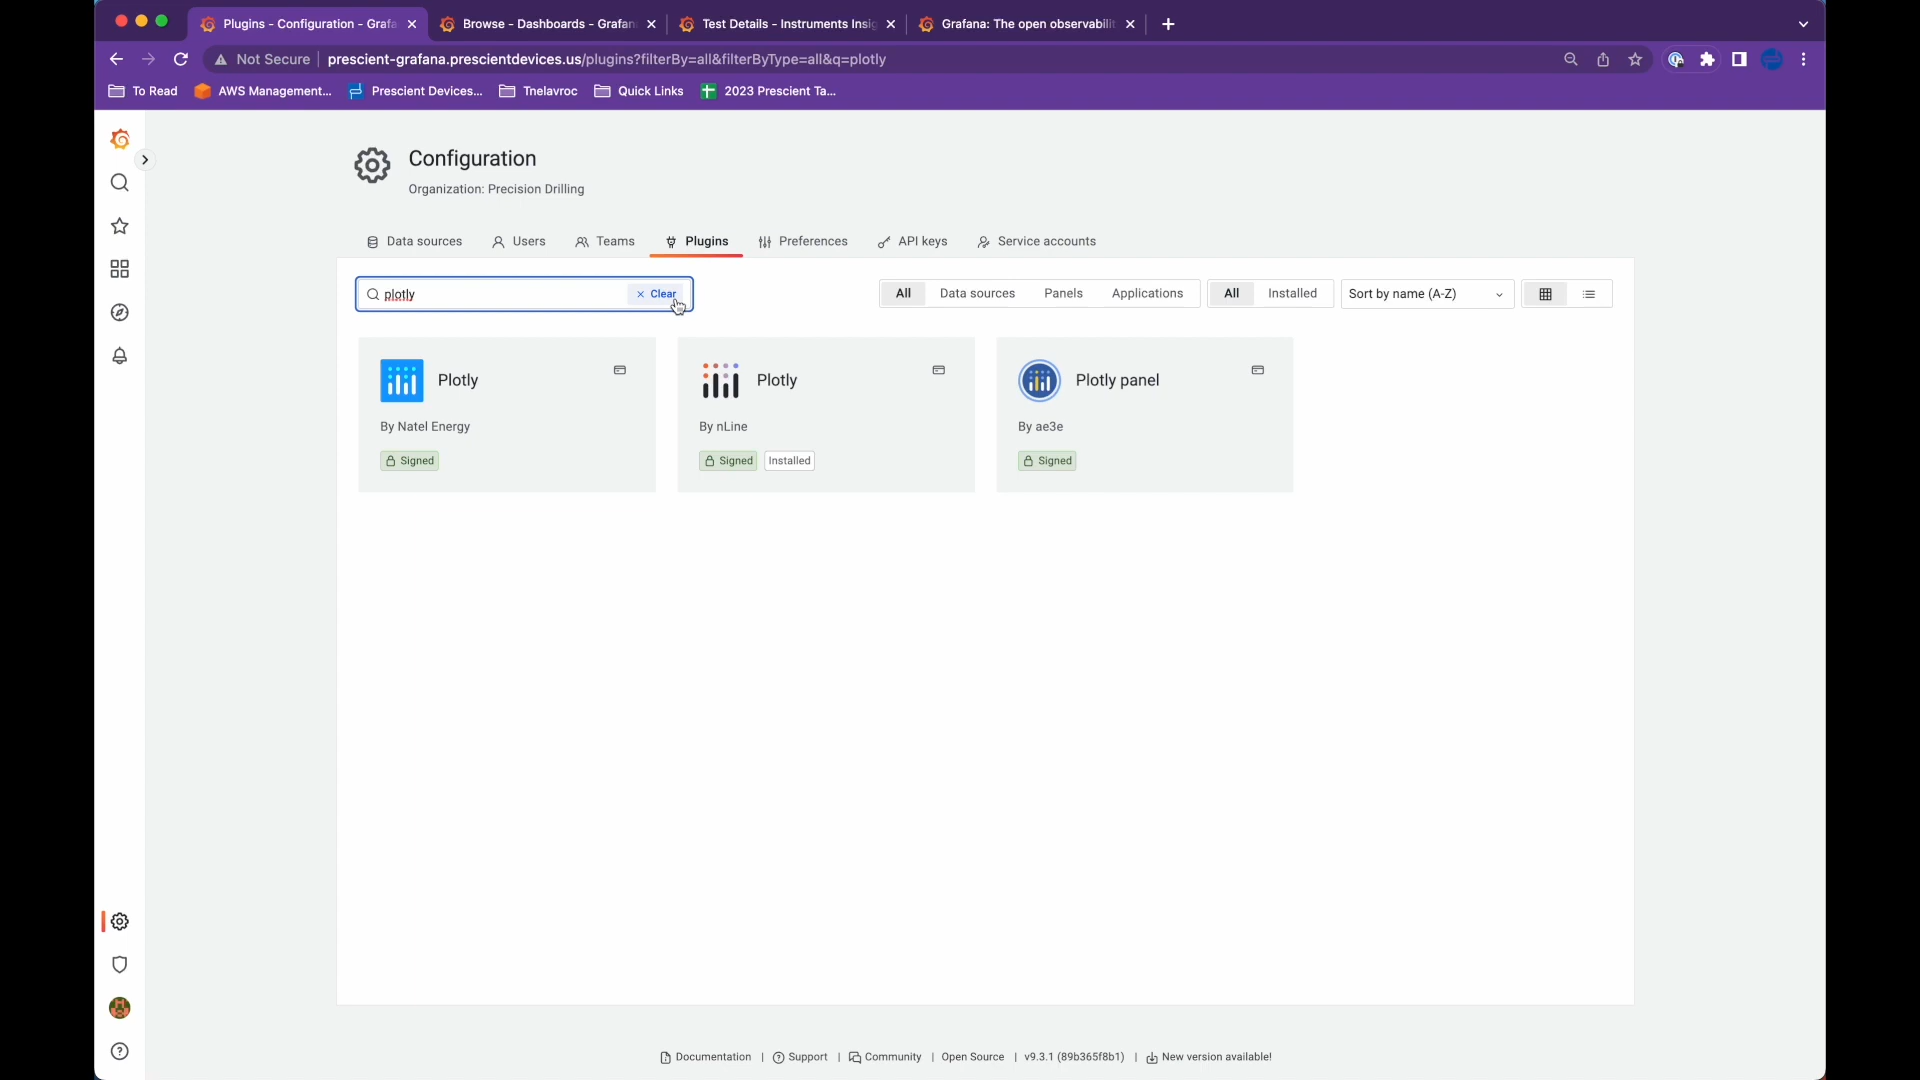 Plugins - Configuration - Grafa
Browse - Dashboards - Grafan
Test Details - Instruments Insig
Grafana: The open observabilit
Not Secure
prescient-grafana.prescientdevices.us/plugins?filterBy=all&filterByType=all&q=plotly
To Read
AWS Management...
Prescient Devices...
Thelavroc
Quick Links
2023 Prescient Ta...
Configuration
Organization: Precision Drilling
Data sources
Users
Teams
Plugins
Preferences
API keys
Service accounts
plotly
Clear
All
Data sources
Panels
Applications
All
Installed
Sort by name (A-Z)
Plotly
By Natel Energy
Signed
Plotly
By nLine
Signed
Installed
Plotly panel
By ae3e
Signed
Documentation | Support | Community | Open Source | v9.3.1 (89b365f8b1) | New version available!